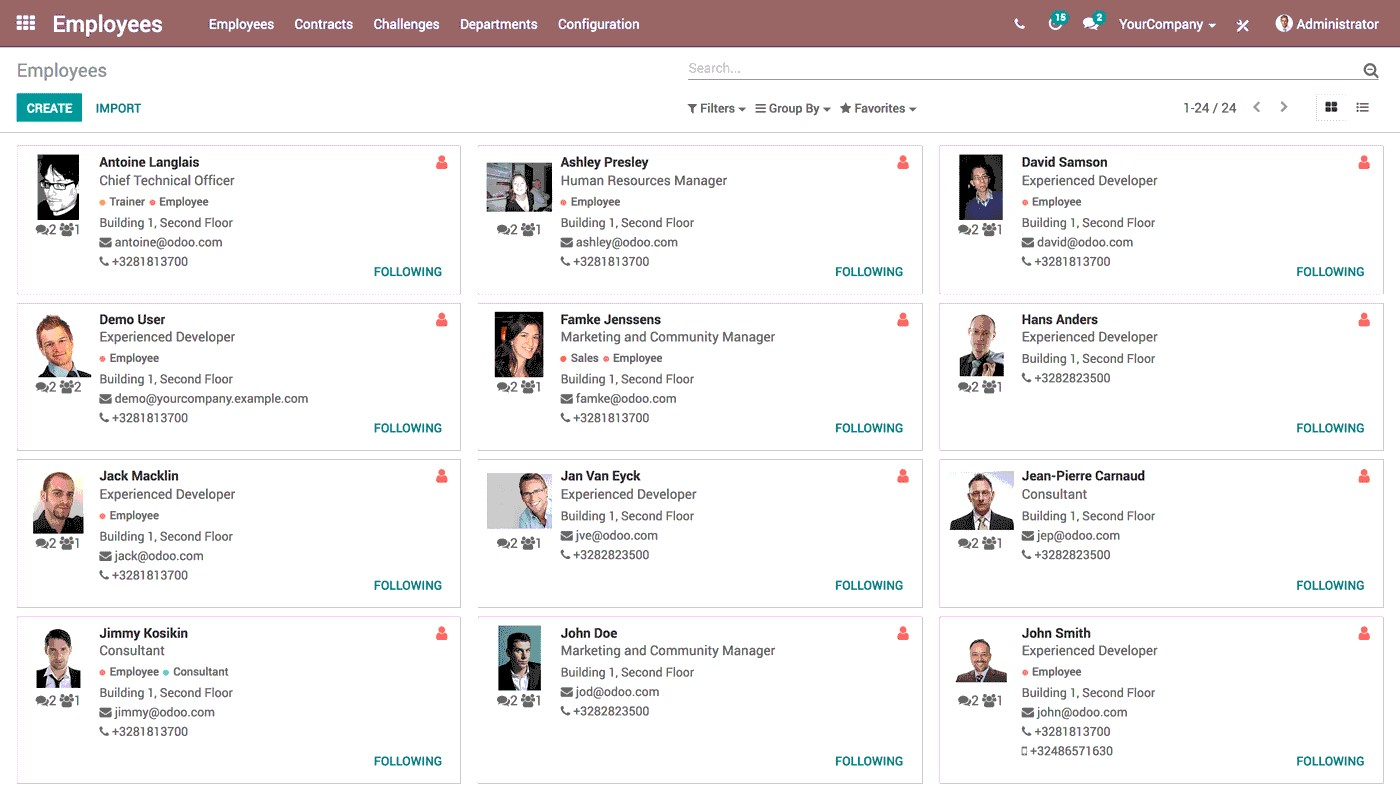 Employees Employees Contracts Challenges Departments Configuration 15 2 YourCompany Administrator
Employees Search...
CREATE IMPORT Filters Group By Favorites 1-24 / 24
Antoine Langlais
Chief Technical Officer
Trainer Employee
Building 1, Second Floor
2 1
antoine@odoo.com
+3281813700
FOLLOWING
Ashley Presley
Human Resources Manager
Employee
Building 1, Second Floor
2 1
ashley@odoo.com
+3281813700
FOLLOWING
David Samson
Experienced Developer
Employee
Building 1, Second Floor
2 1
david@odoo.com
+3281813700
FOLLOWING
Demo User
Experienced Developer
Employee
Building 1, Second Floor
2 2
demo@yourcompany.example.com
+3281813700
FOLLOWING
Famke Jenssens
Marketing and Community Manager
Sales Employee
Building 1, Second Floor
2 1
famke@odoo.com
+3281813700
FOLLOWING
Hans Anders
Experienced Developer
Building 1, Second Floor
+3282823500
2 1
FOLLOWING
Jack Macklin
Experienced Developer
Employee
Building 1, Second Floor
2 1
jack@odoo.com
+3281813700
FOLLOWING
Jan Van Eyck
Experienced Developer
Building 1, Second Floor
jve@odoo.com
2 1
+3282823500
FOLLOWING
Jean-Pierre Carnaud
Consultant
Building 1, Second Floor
jep@odoo.com
2 1
+3282823500
FOLLOWING
Jimmy Kosikin
Consultant
Employee Consultant
Building 1, Second Floor
2 1
jimmy@odoo.com
+3281813700
FOLLOWING
John Doe
Marketing and Community Manager
Building 1, Second Floor
jod@odoo.com
2 1
+3282823500
FOLLOWING
John Smith
Experienced Developer
Employee
Building 1, Second Floor
2 1
john@odoo.com
+3281813700
+32486571630
FOLLOWING